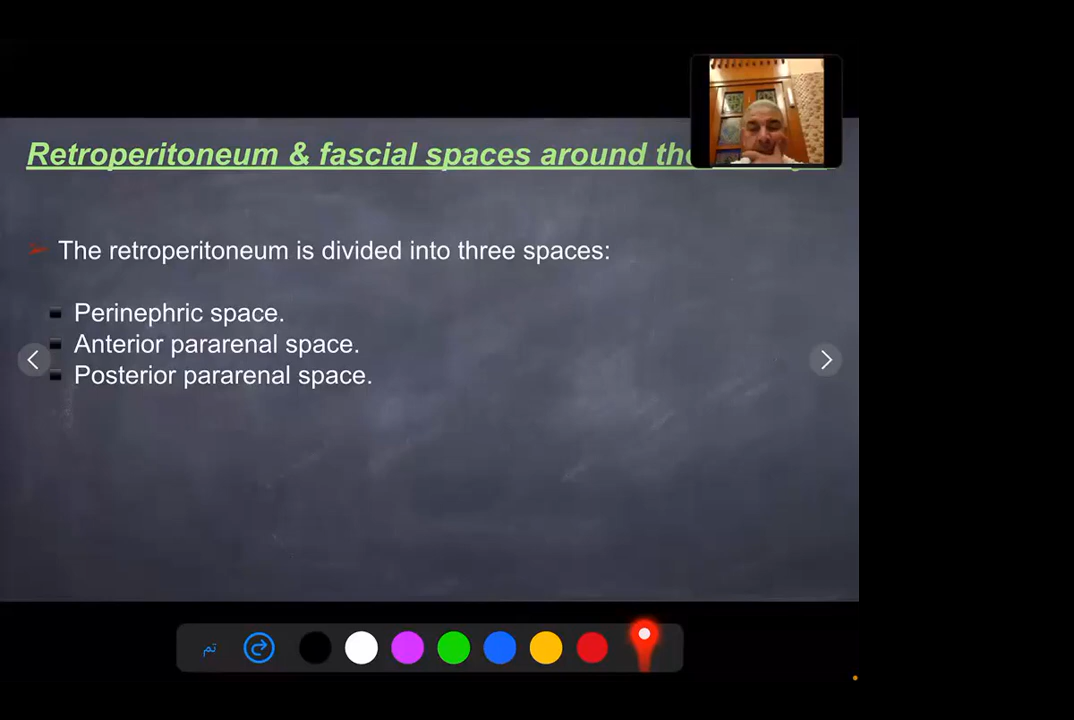 Retroperitoneum & fascial spaces around the
The retroperitoneum is divided into three spaces:
Perinephric space.
Anterior pararenal space.
Posterior pararenal space.
تم